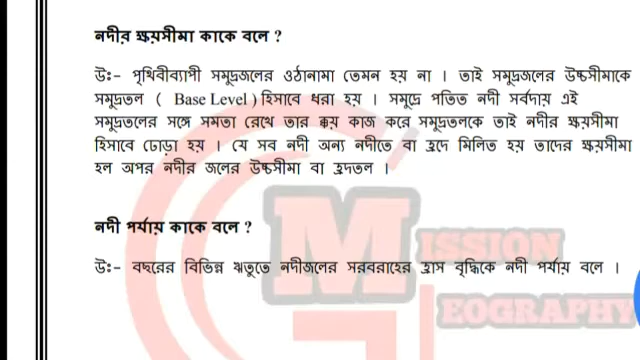 নদীর ক্ষয়সীমা কাকে বলে ?
উঃ- পৃথিবীব্যাপী সমুদ্রজলের ওঠানামা তেমন হয় না । তাই সমুদ্রজলের উচ্চসীমাকে
সমুদ্রতল ( Base Level ) হিসাবে ধরা হয় । সমুদ্রে পতিত নদী সর্বদায় এই
সমুদ্রতলের সঙ্গে সমতা রেখে তার ক্ষয় কাজ করে সমুদ্রতলকে তাই নদীর ক্ষয়সীমা
হিসাবে ঢোড়া হয় । যে সব নদী অন্য নদীতে বা হ্রদে মিলিত হয় তাদের ক্ষয়সীমা
হল অপর নদীর জলের উচ্চসীমা বা হ্রদতল ।
নদী পর্যায় কাকে বলে ?
উঃ- বছরের বিভিন্ন ঋতুতে নদীজলের সরবরাহের হ্রাস বৃদ্ধিকে নদী পর্যায় বলে ।
MISSION
GEOGRAPHY